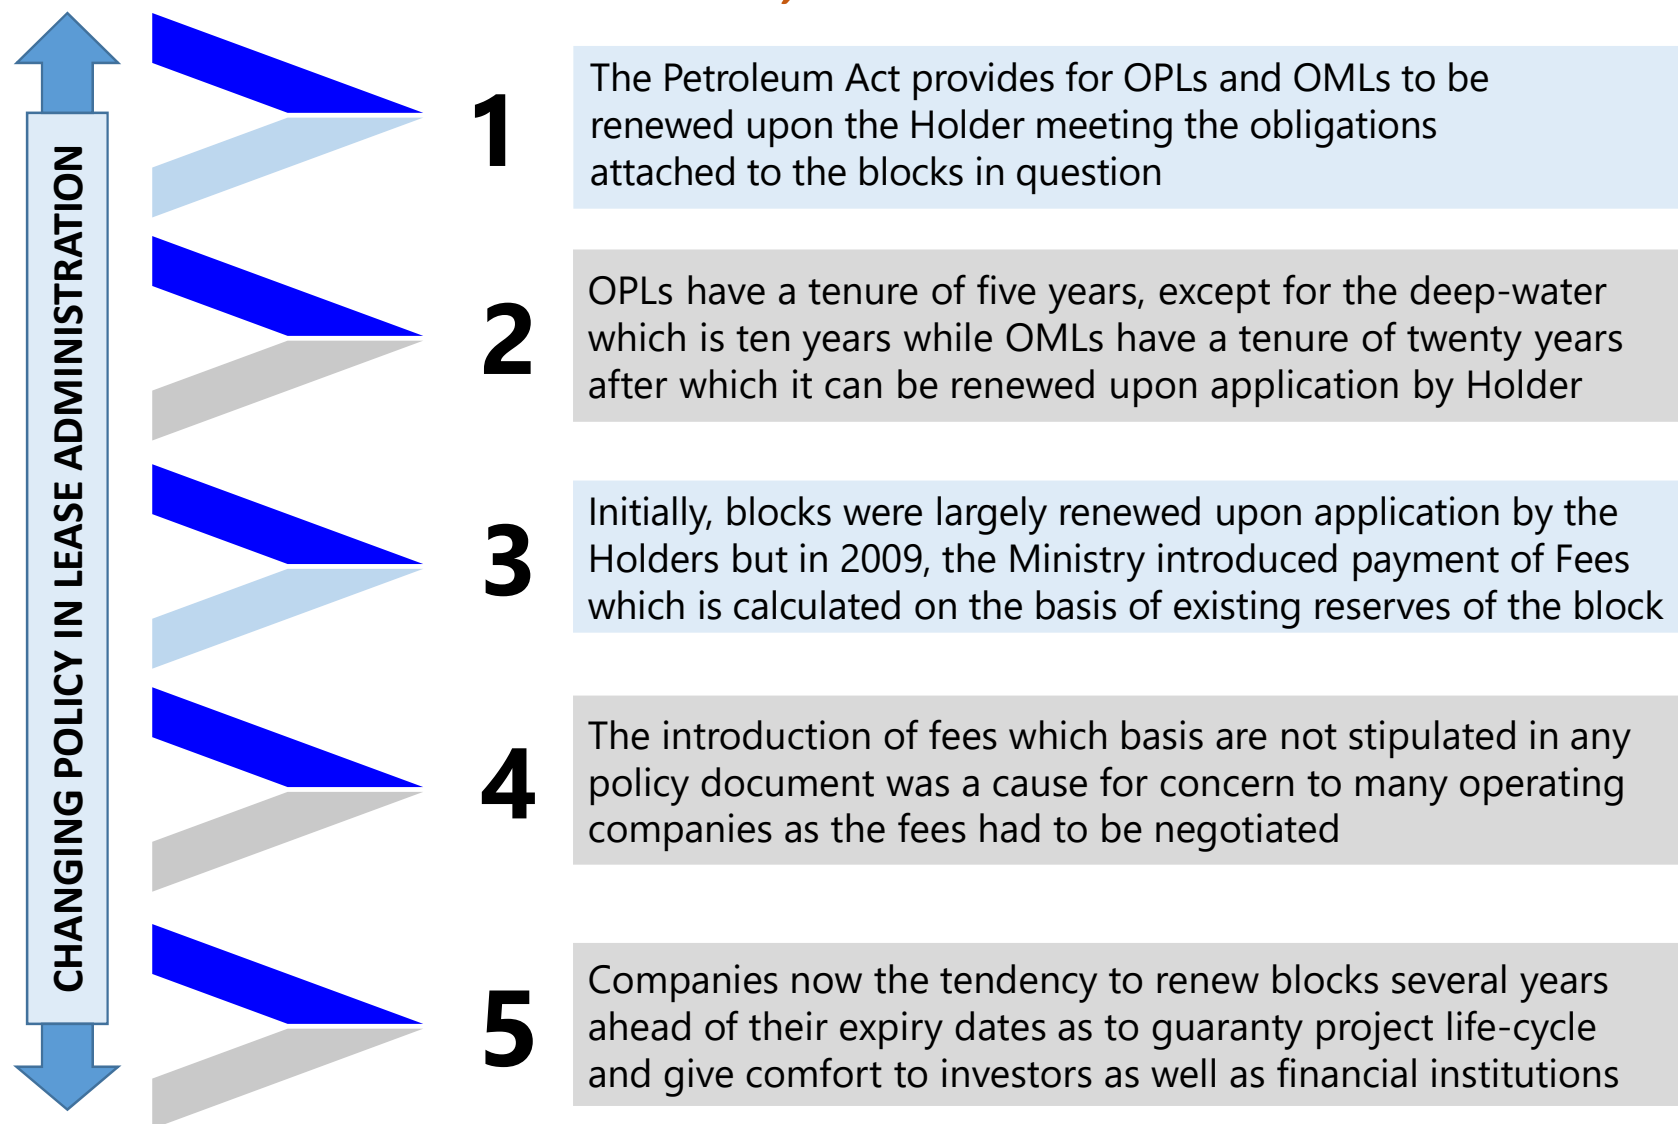 CHANGING POLICY IN LEASE ADMINISTRATION
1
The Petroleum Act provides for OPLs and OMLs to be
renewed upon the Holder meeting the obligations
attached to the blocks in question
2
OPLs have a tenure of five years, except for the deep-water
which is ten years while OMLs have a tenure of twenty years
after which it can be renewed upon application by Holder
3
Initially, blocks were largely renewed upon application by the
Holders but in 2009, the Ministry introduced payment of Fees
which is calculated on the basis of existing reserves of the block
4
The introduction of fees which basis are not stipulated in any
policy document was a cause for concern to many operating
companies as the fees had to be negotiated
5
Companies now the tendency to renew blocks several years
ahead of their expiry dates as to guaranty project life-cycle
and give comfort to investors as well as financial institutions